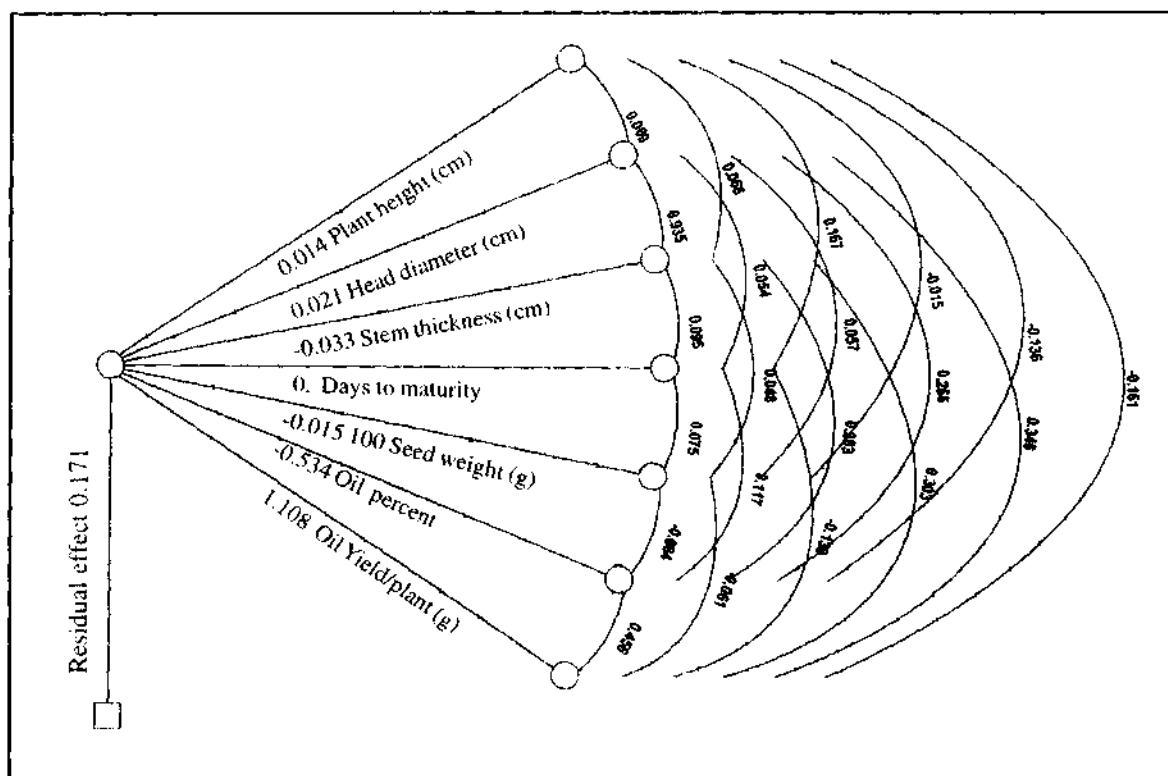 0.014 Plant height (cm)
0.021 Head diameter (cm)
-0.033 Stem thickness (cm)
0. Days to maturity
-0.015 100 Seed weight (g)
-0.534 Oil percent
1.108 Oil Yield/plant (g)
Residual effect 0.171
0.935
0.095
0.075
0.458
0.054
0.048
-0.061
0.167
0.057
0.117
-0.015
0.303
-0.136
0.346
-0.161